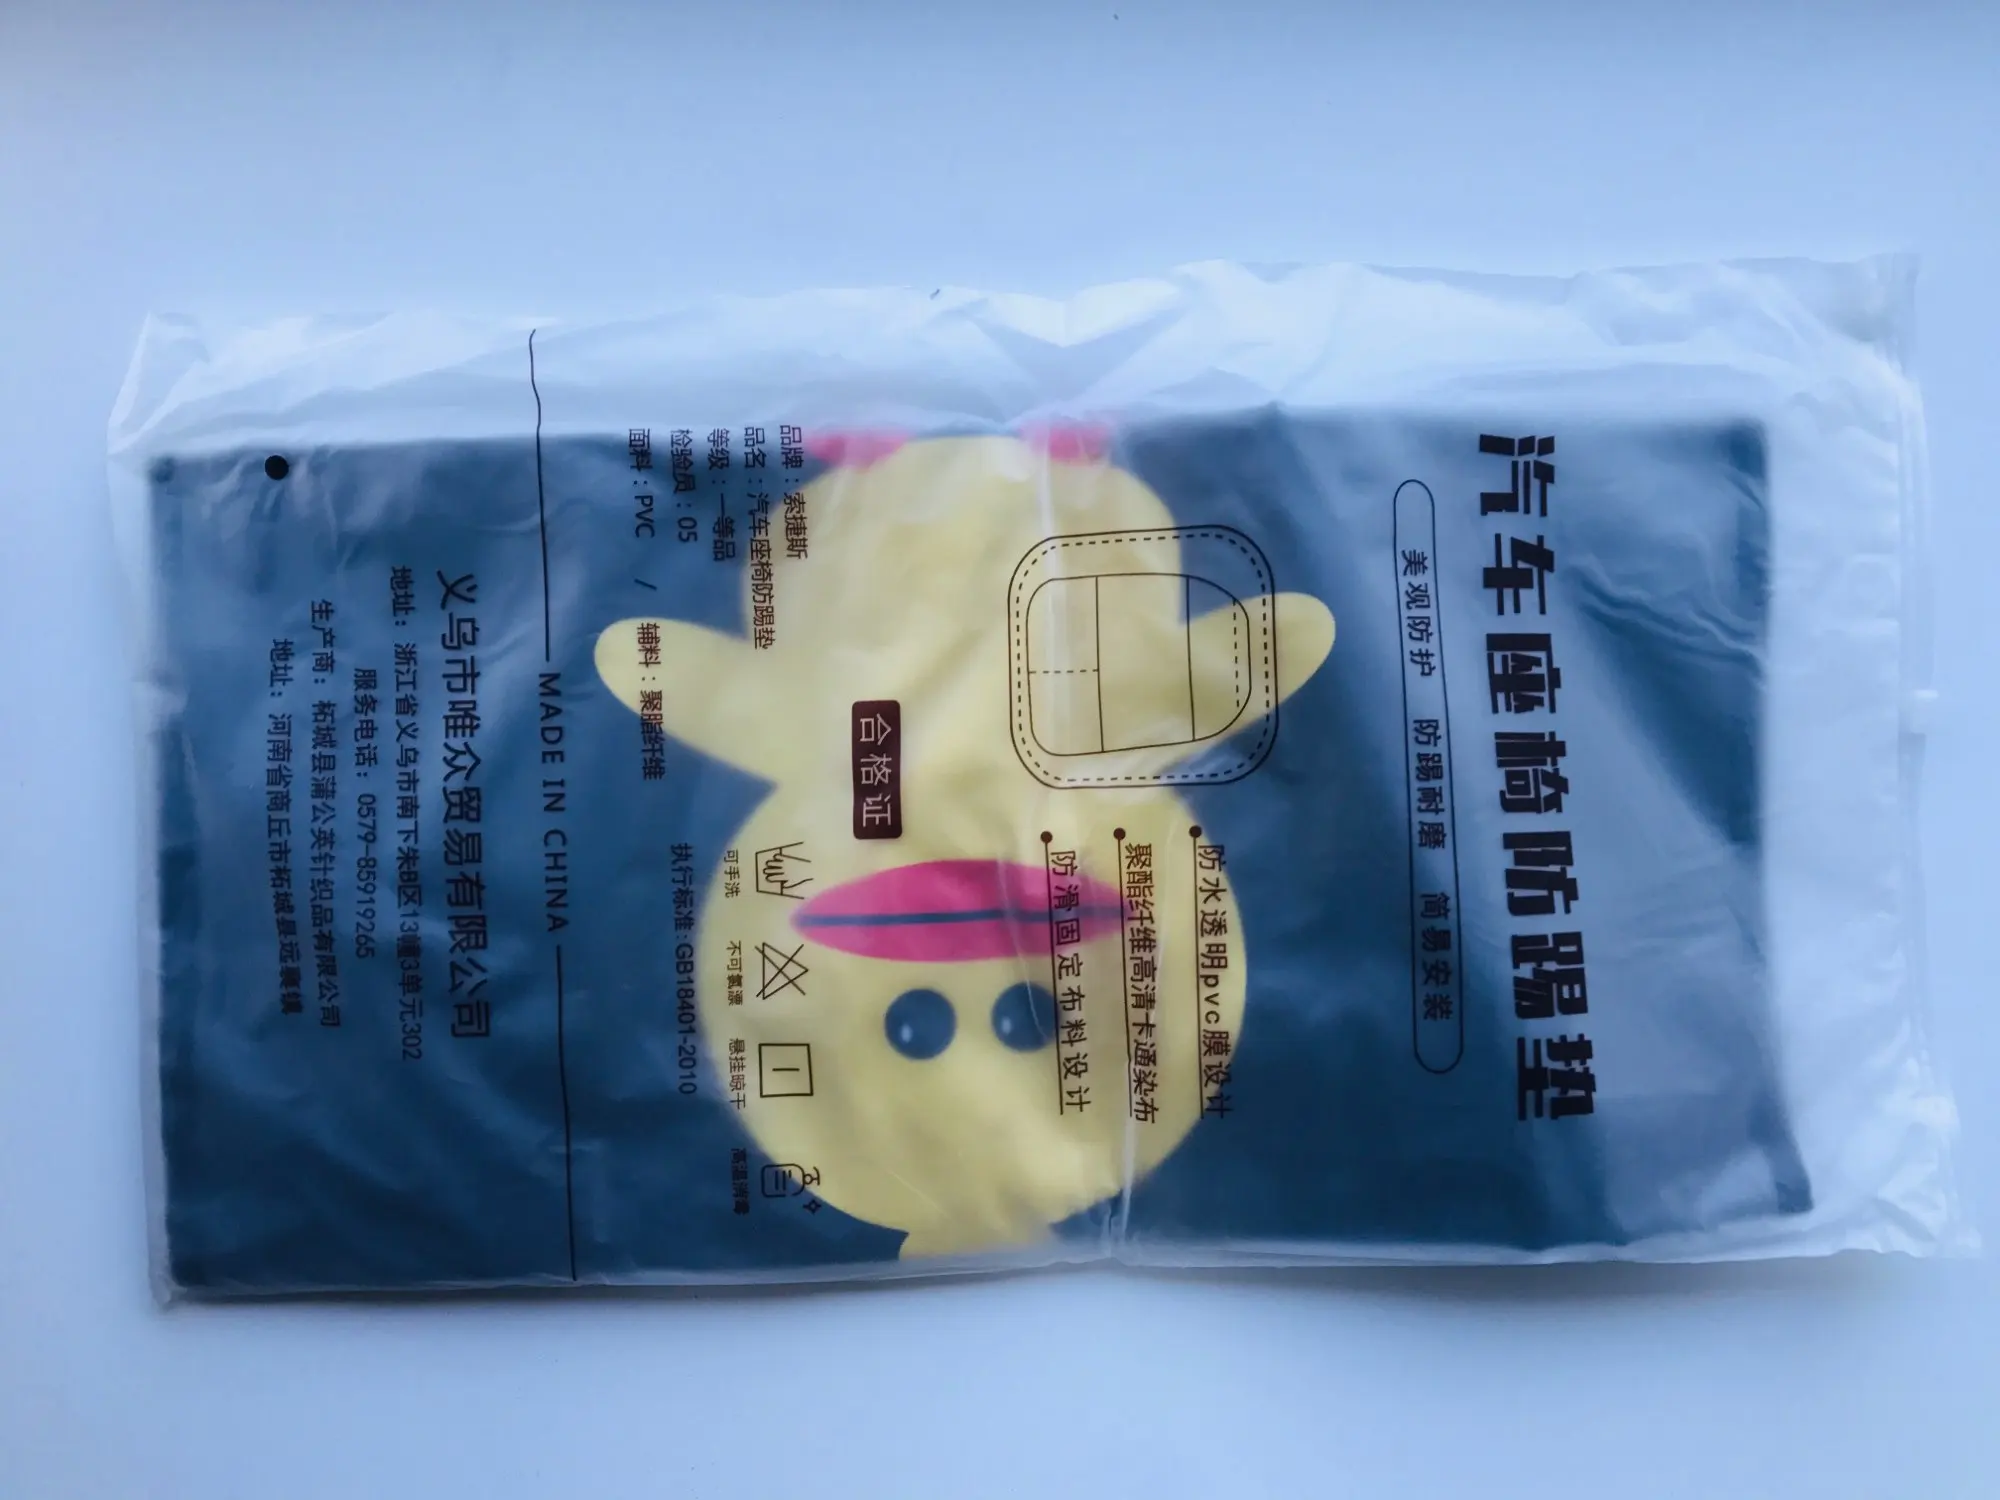 汽车座椅防踢垫
美观防护 防踢耐磨 简易安装
防水透明pvc膜设计
聚酯纤维高清卡通染布
防滑固定布料设计
合格证
品牌：索捷斯
品名：汽车座椅防踢垫
等级：一等品
检验员：05
面料：PVC / 辅料：聚脂纤维
可手洗 不可氯漂 悬挂晾干 高温消毒
执行标准：GB18401-2010
MADE IN CHINA
义乌市唯众贸易有限公司
地址：浙江省义乌市南下朱B区13幢3单元302
服务电话：0579-85919265
生产商：柘城县蒲公英针织品有限公司
地址：河南省商丘市柘城县远襄镇